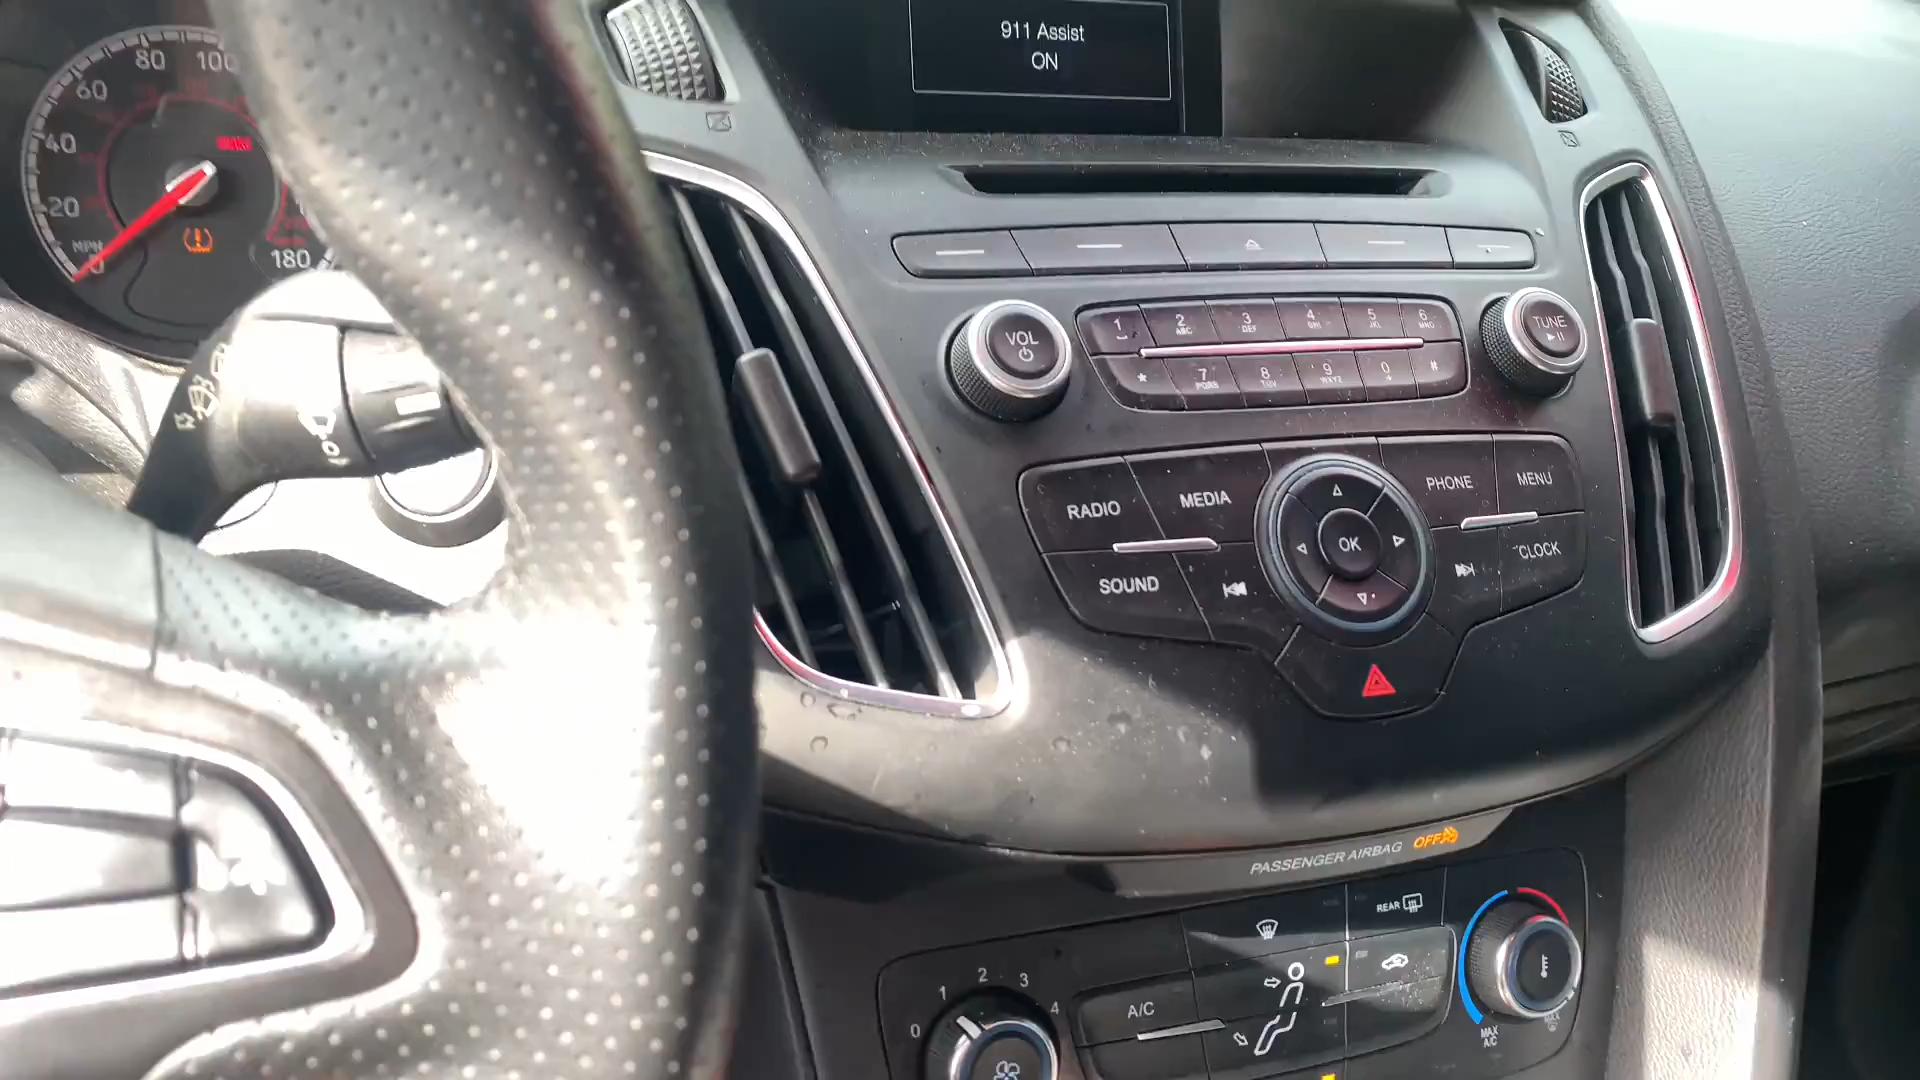 911 Assist
ON
80
100
60
40
20
MPH
0
180
VOL
1
2 ABC
3 DEF
4 GHI
5 JKL
6 MNO
*
7 PQRS
8 TUV
9 WXYZ
0 +
#
TUNE
RADIO
MEDIA
SOUND
OK
PHONE
MENU
CLOCK
PASSENGER AIRBAG OFF
REAR
A/C
0
1
2
3
4
MAX
A/C
MAX